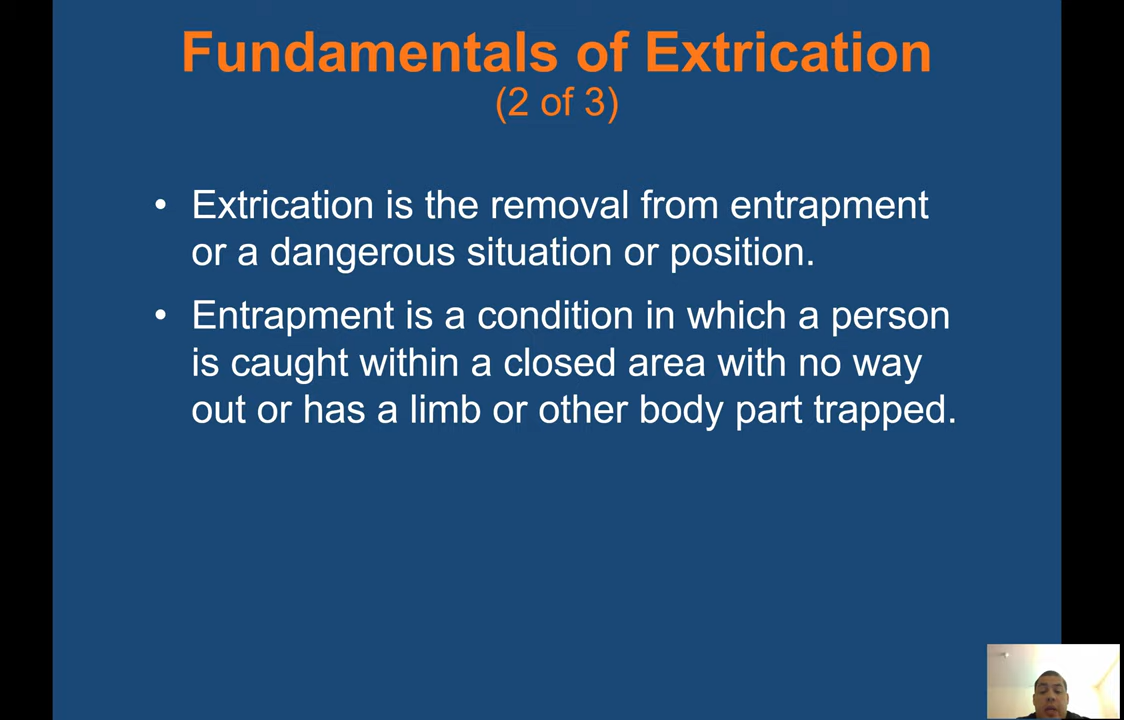 Fundamentals of Extrication
(2 of 3)
• Extrication is the removal from entrapment
or a dangerous situation or position.
• Entrapment is a condition in which a person
is caught within a closed area with no way
out or has a limb or other body part trapped.